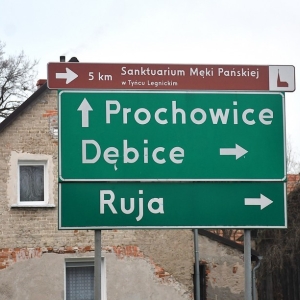 5 km Sanktuarium Męki Pańskiej
w Tyńcu Legnickim
Prochowice
Dębice
Ruja